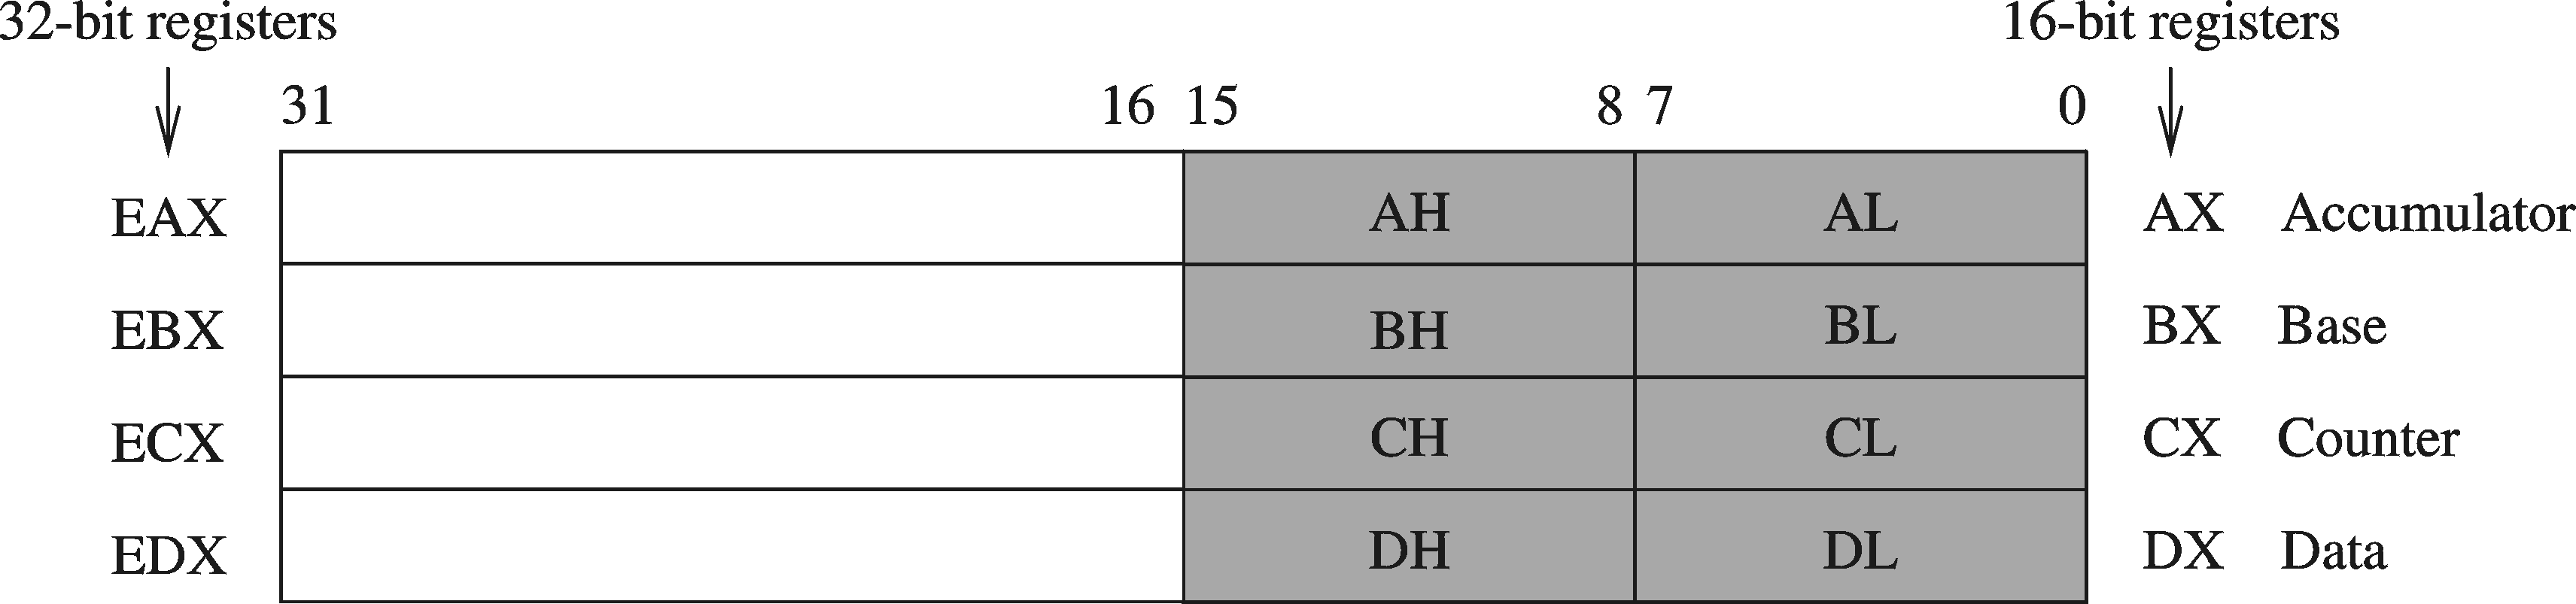 32-bit registers 16-bit registers
31 16 15 8 7 0
EAX AH AL AX Accumulator
EBX BH BL BX Base
ECX CH CL CX Counter
EDX DH DL DX Data